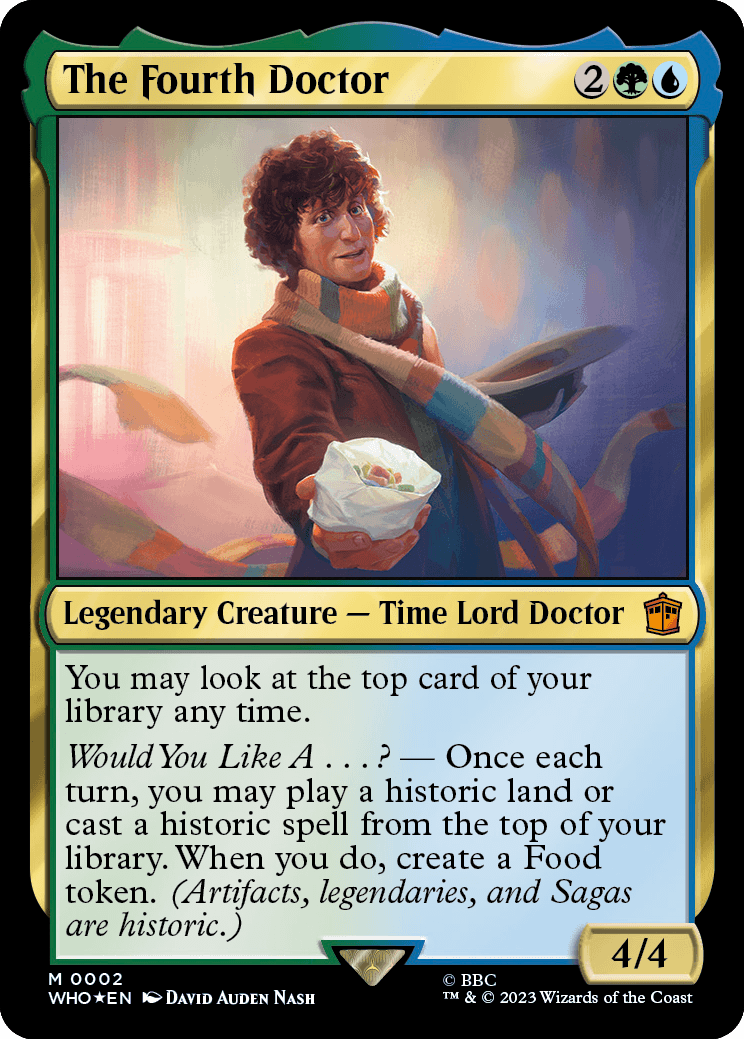 The Fourth Doctor 2
Legendary Creature — Time Lord Doctor
You may look at the top card of your
library any time.
Would You Like A . . . ? — Once each
turn, you may play a historic land or
cast a historic spell from the top of your
library. When you do, create a Food
token. (Artifacts, legendaries, and Sagas
are historic.)
4/4
M 0002
WHO★EN David Auden Nash
© BBC
™ & © 2023 Wizards of the Coast